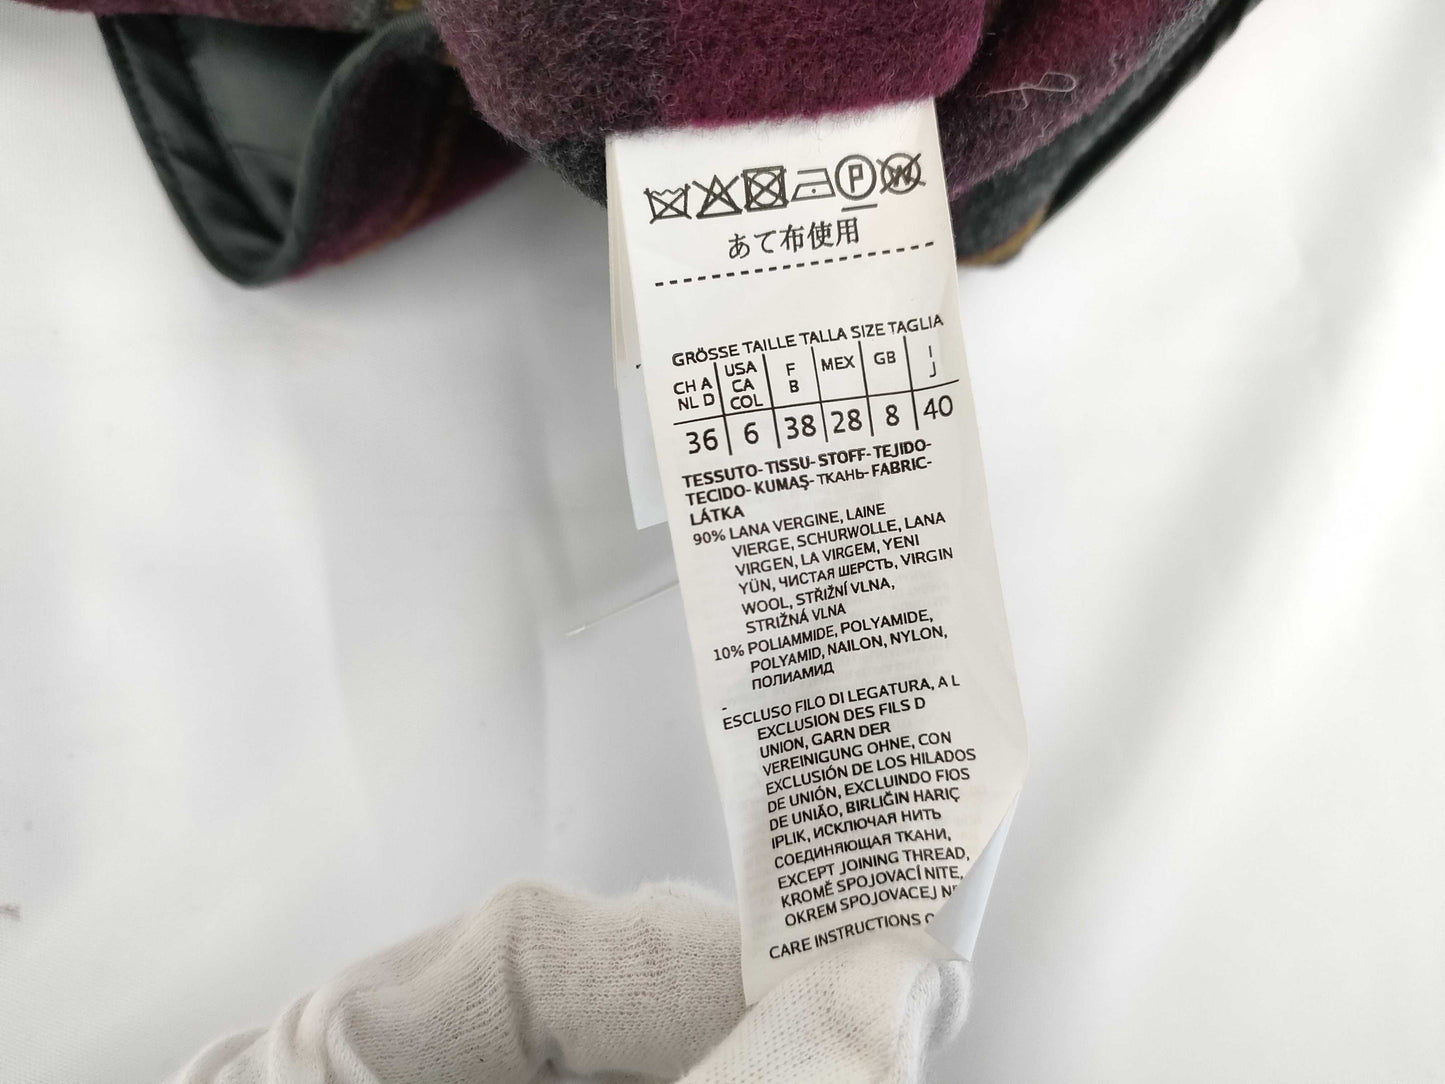 あて布使用
GRÖSSE TAILLE TALLA SIZE TAGLIA
CH A NL D USA CA COL F B MEX GB I J
36 6 38 28 8 40
TESSUTO- TISSU- STOFF- TEJIDO-
TECIDO- KUMAŞ- ТКАНЬ- FABRIC-
LÁTKA
90% LANA VERGINE, LAINE
VIERGE, SCHURWOLLE, LANA
VIRGEN, LA VIRGEM, YENI
YÜN, ЧИСТАЯ ШЕРСТЬ, VIRGIN
WOOL, STŘIŽNÍ VLNA,
STRIŽNÁ VLNA
10% POLIAMMIDE, POLYAMIDE,
POLYAMID, NAILON, NYLON,
ПОЛИАМИД
-
ESCLUSO FILO DI LEGATURA, A L
EXCLUSION DES FILS D
UNION, GARN DER
VEREINIGUNG OHNE, CON
EXCLUSIÓN DE LOS HILADOS
DE UNIÓN, EXCLUINDO FIOS
DE UNIÃO, BIRLIĞIN HARIÇ
IPLIK, ИСКЛЮЧАЯ НИТЬ
СОЕДИНЯЮЩАЯ ТКАНИ,
EXCEPT JOINING THREAD,
KROMĚ SPOJOVACÍ NITE,
OKREM SPOJOVACEJ
CARE INSTRUCTIONS